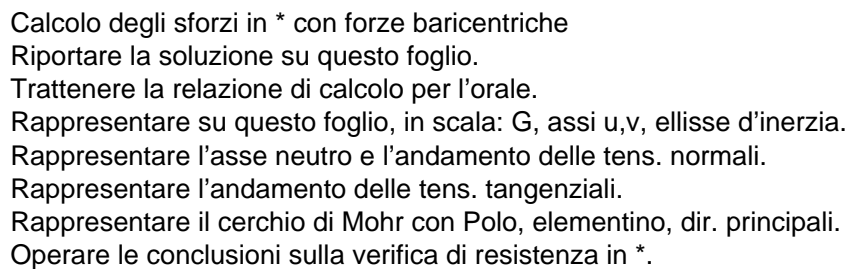 Calcolo degli sforzi in * con forze baricentriche
Riportare la soluzione su questo foglio.
Trattenere la relazione di calcolo per l'orale.
Rappresentare su questo foglio, in scala: G, assi u,v, ellisse d'inerzia.
Rappresentare l'asse neutro e l'andamento delle tens. normali.
Rappresentare l'andamento delle tens. tangenziali.
Rappresentare il cerchio di Mohr con Polo, elementino, dir. principali.
Operare le conclusioni sulla verifica di resistenza in *.